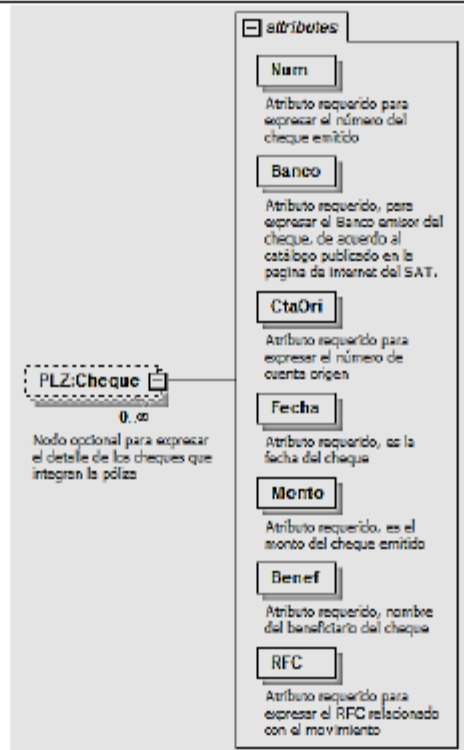 attributes
Num
Atributo requerido para
expresar el número del
cheque emitido
Banco
Atributo requerido, para
expresar el Banco emisor del
cheque, de acuerdo al
catálogo publicado en la
pagina de internet del SAT.
CtaOri
Atributo requerido para
expresar el número de
cuenta origen
PLZ:Cheque
0..∞
Nodo opcional para expresar
el detalle de los cheques que
integran la póliza
Fecha
Atributo requerido, es la
fecha del cheque
Monto
Atributo requerido, es el
monto del cheque emitido
Benef
Atributo requerido, nombre
del beneficiario del cheque
RFC
Atributo requerido para
expresar el RFC relacionado
con el movimiento